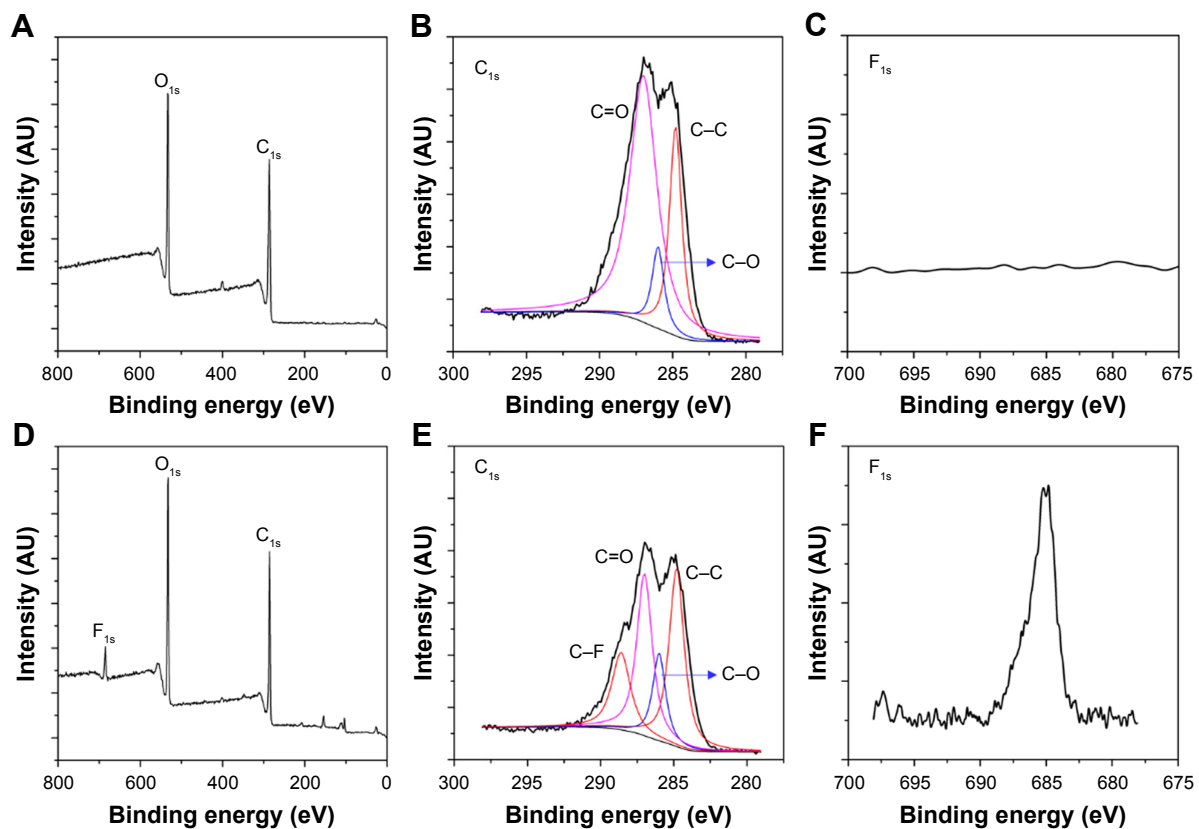 A
Intensity (AU)
O1s
C1s
800 600 400 200 0
Binding energy (eV)
B
Intensity (AU)
C1s
C=O
C–C
C–O
300 295 290 285 280
Binding energy (eV)
C
Intensity (AU)
F1s
700 695 690 685 680 675
Binding energy (eV)
D
Intensity (AU)
O1s
C1s
F1s
800 600 400 200 0
Binding energy (eV)
E
Intensity (AU)
C1s
C=O
C–C
C–F
C–O
300 295 290 285 280
Binding energy (eV)
F
Intensity (AU)
F1s
700 695 690 685 680 675
Binding energy (eV)